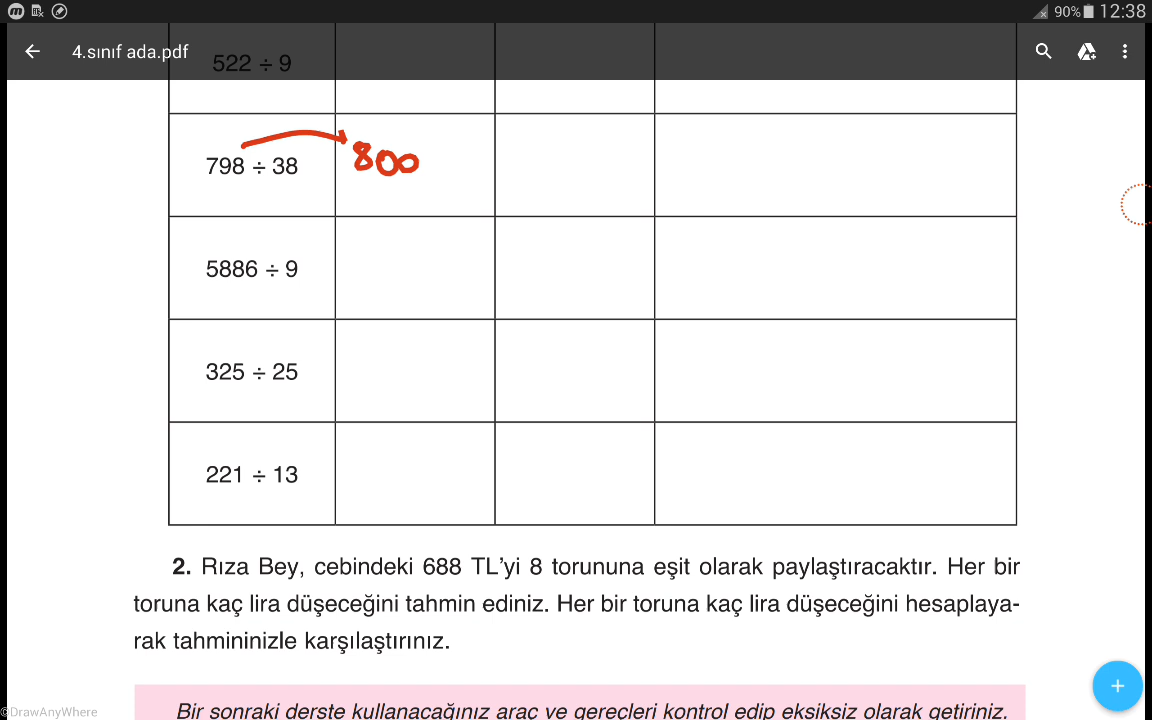 90% 12:38
4.sınıf ada.pdf
522 ÷ 9
798 ÷ 38 800
5886 ÷ 9
325 ÷ 25
221 ÷ 13
2. Rıza Bey, cebindeki 688 TL’yi 8 torununa eşit olarak paylaştıracaktır. Her bir
toruna kaç lira düşeceğini tahmin ediniz. Her bir toruna kaç lira düşeceğini hesaplaya-
rak tahmininizle karşılaştırınız.
Bir sonraki derste kullanacağınız araç ve gereçleri kontrol edip eksiksiz olarak getiriniz.
©DrawAnyWhere